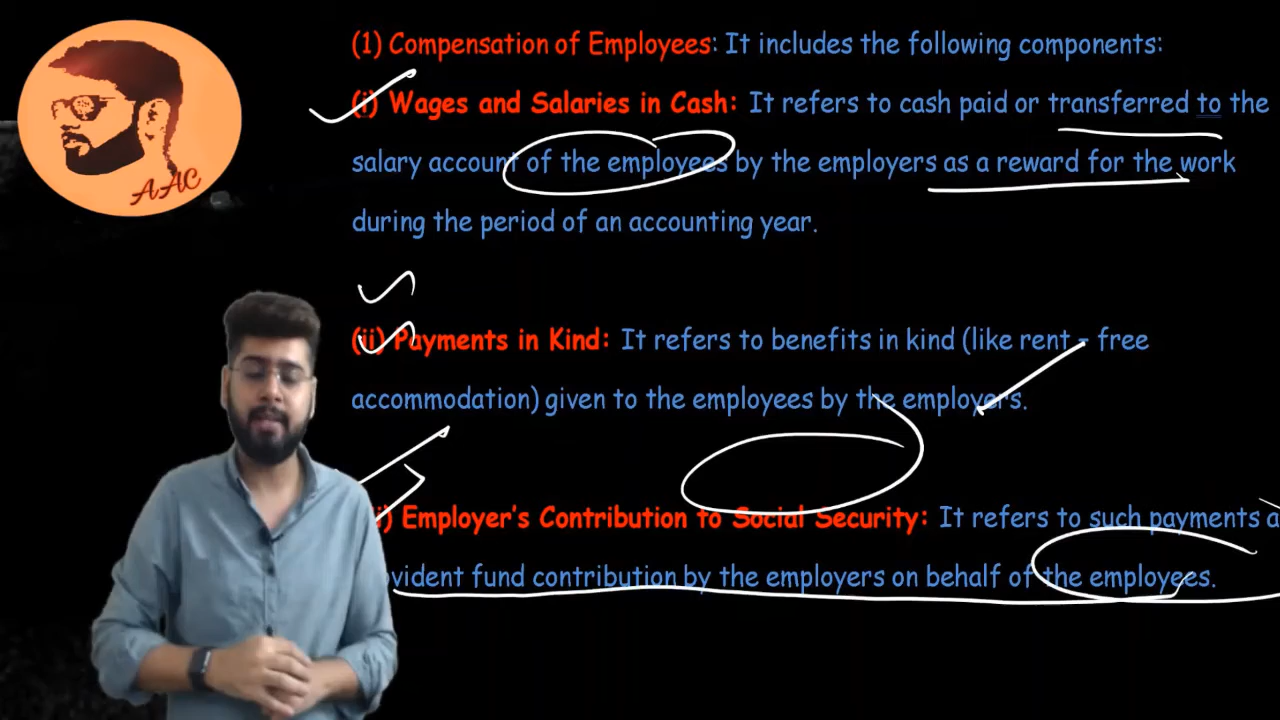 AAC
(1) Compensation of Employees: It includes the following components:
(i) Wages and Salaries in Cash: It refers to cash paid or transferred to the
salary account of the employees by the employers as a reward for the work
during the period of an accounting year.
(ii) Payments in Kind: It refers to benefits in kind (like rent - free
accommodation) given to the employees by the employers.
Employer's Contribution to Social Security: It refers to such payments
fund contribution by the employers on behalf of the employees.